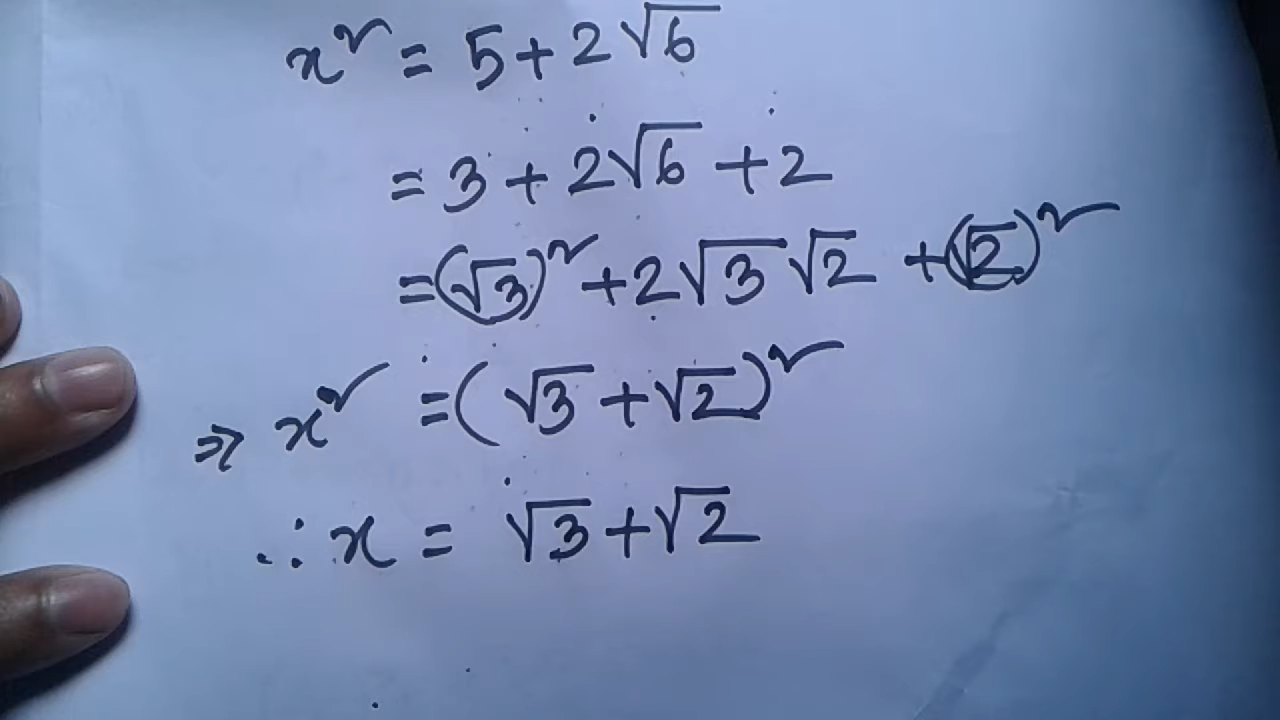 x² = 5 + 2√6
= 3 + 2√6 + 2
= (√3)² + 2√3 √2 + (√2)²
⇒ x² = (√3 + √2)²
∴ x = √3 + √2